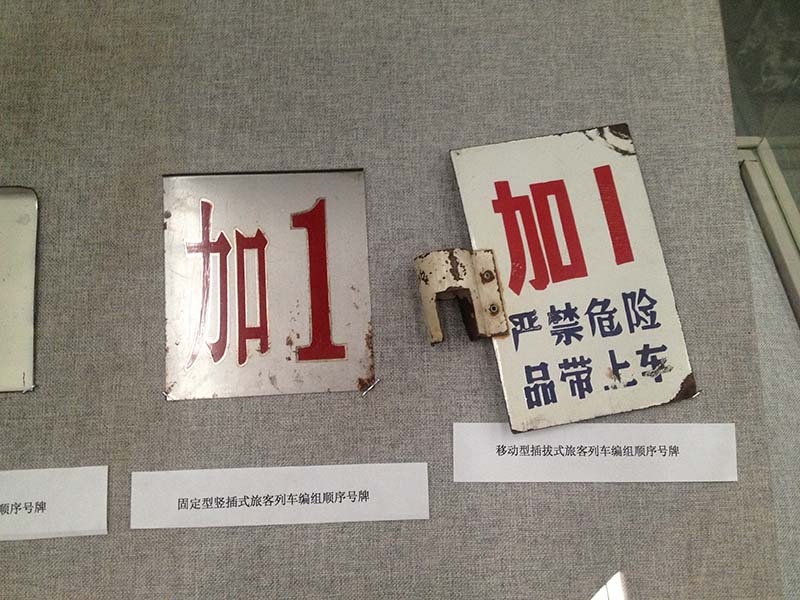 加1
加1
严禁危险
品带上车
移动型插拔式旅客列车编组顺序号牌
固定型竖插式旅客列车编组顺序号牌
顺序号牌